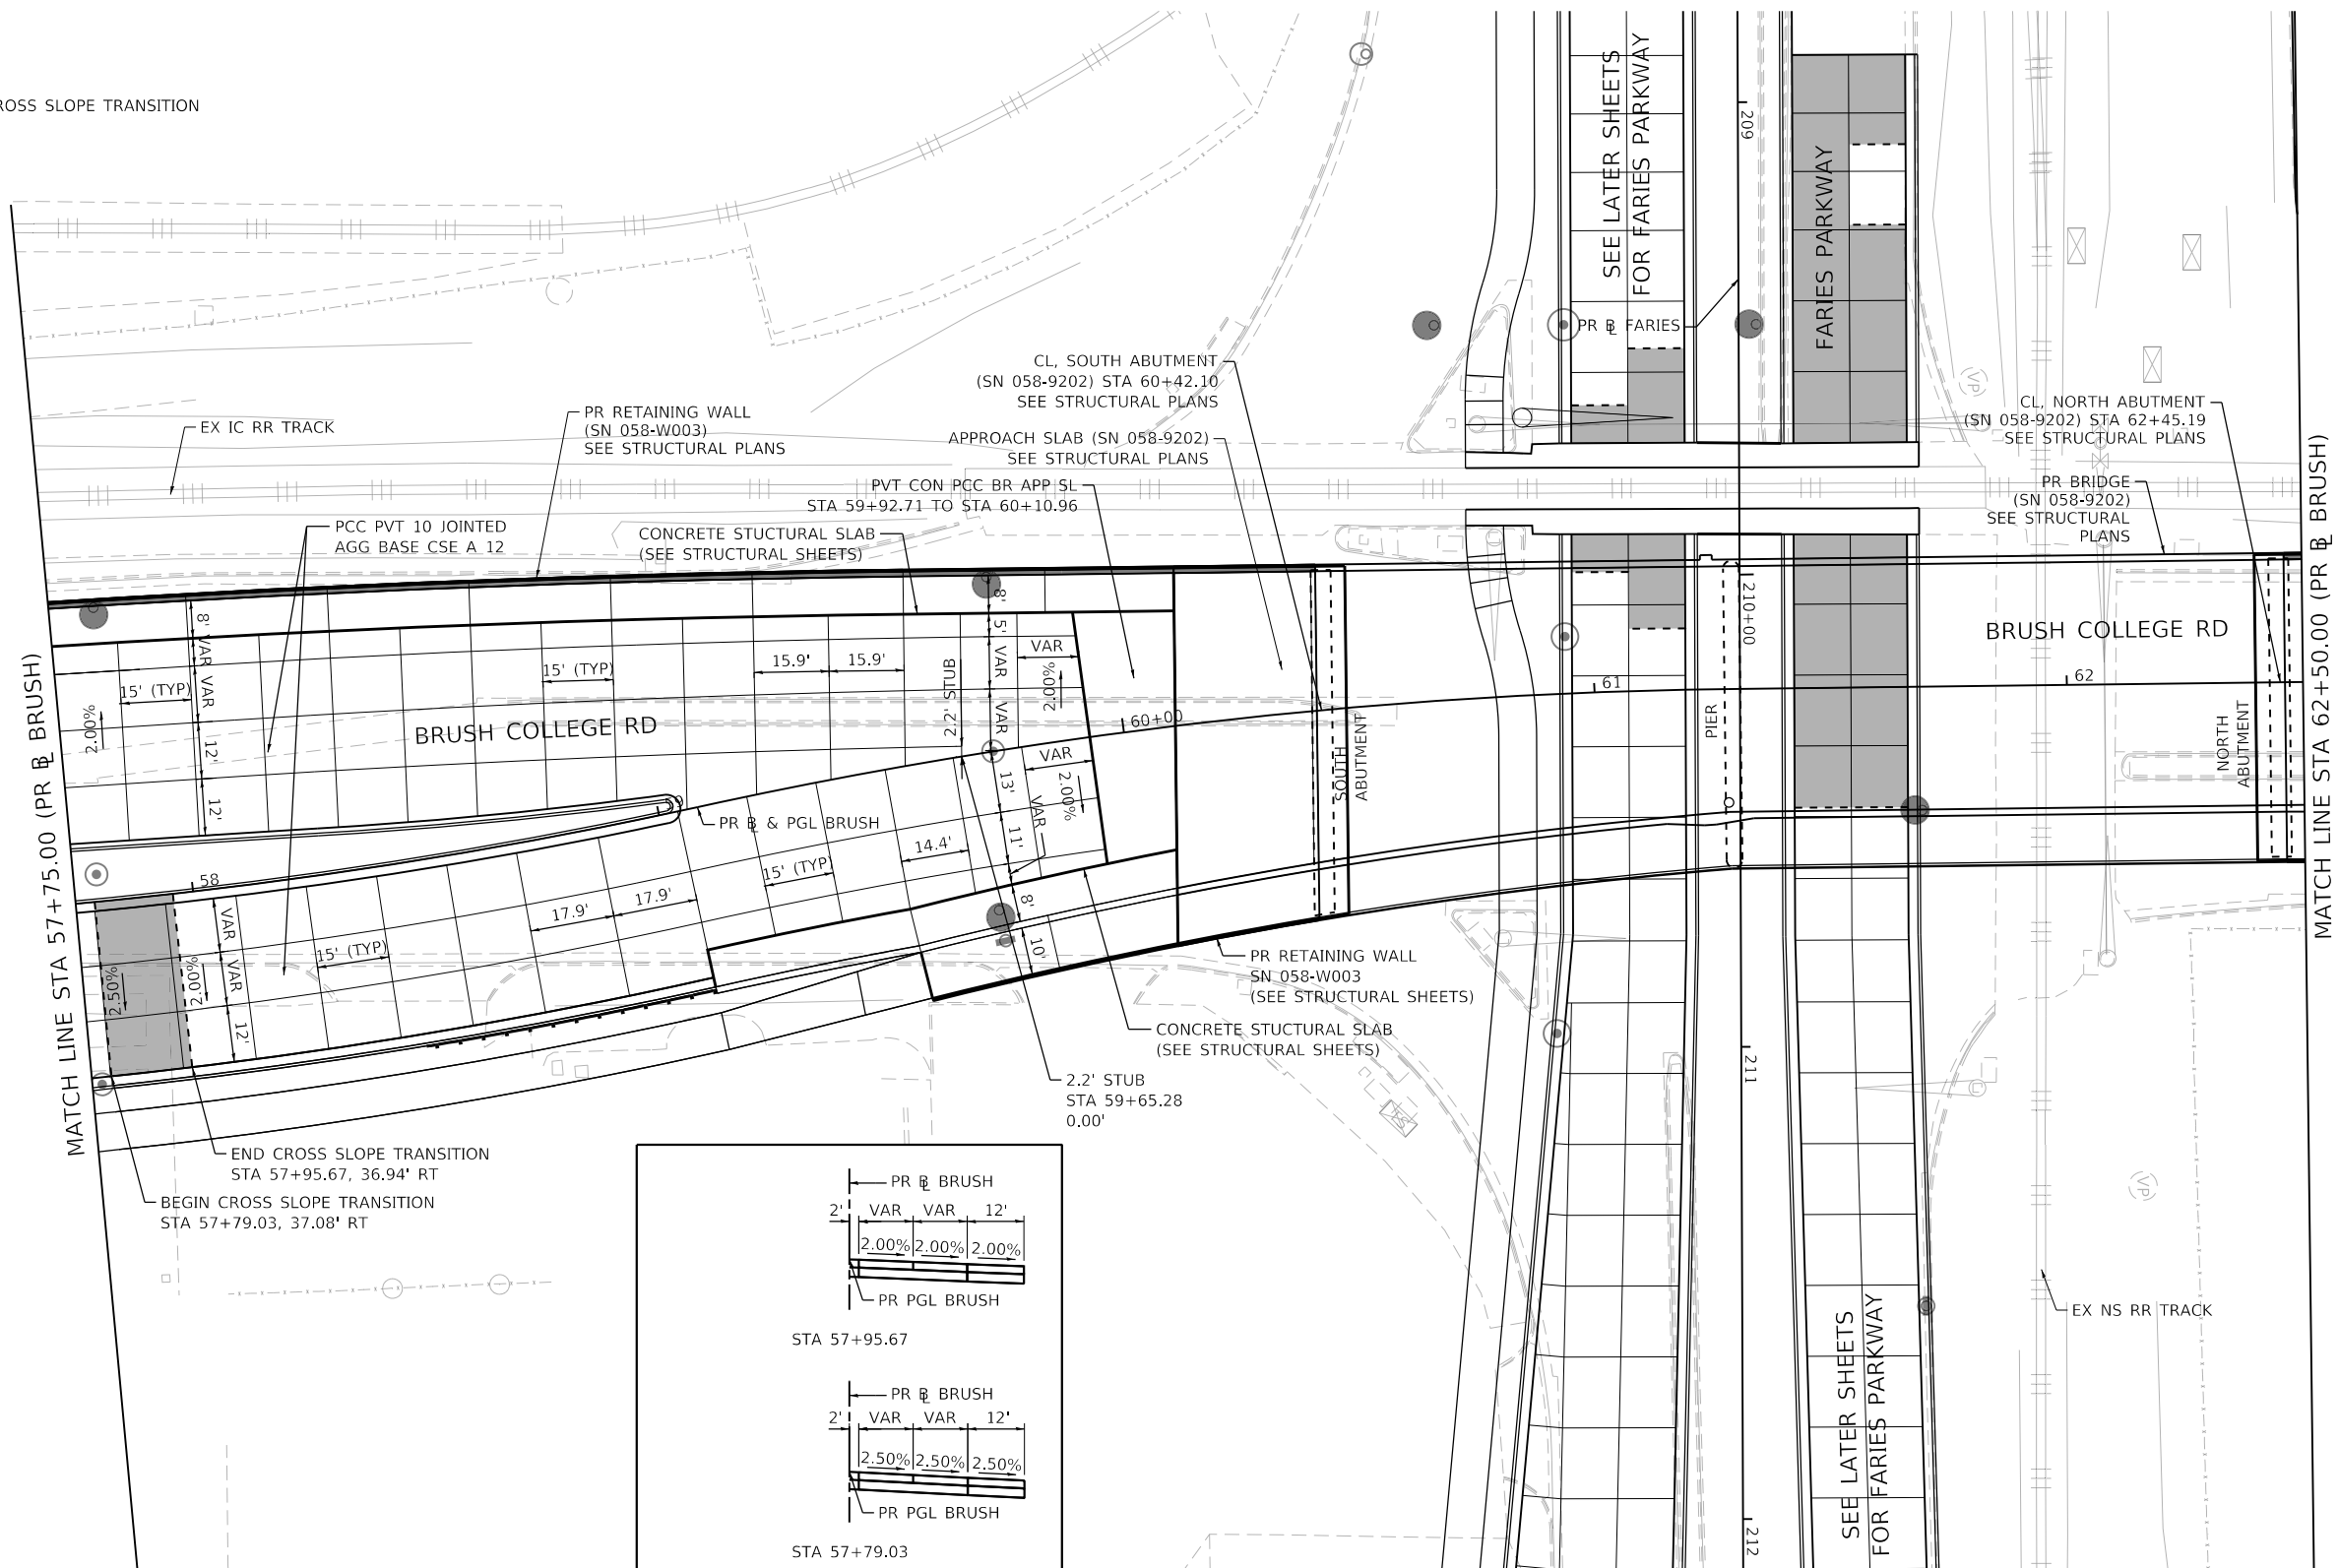 ROSS SLOPE TRANSITION
SEE LATER SHEETS
FOR FARIES PARKWAY
209
FARIES PARKWAY
PR ℄ FARIES
CL, SOUTH ABUTMENT
(SN 058-9202) STA 60+42.10
SEE STRUCTURAL PLANS
APPROACH SLAB (SN 058-9202)
SEE STRUCTURAL PLANS
PVT CON PCC BR APP SL
STA 59+92.71 TO STA 60+10.96
CONCRETE STUCTURAL SLAB
(SEE STRUCTURAL SHEETS)
PR RETAINING WALL
(SN 058-W003)
SEE STRUCTURAL PLANS
EX IC RR TRACK
PCC PVT 10 JOINTED
AGG BASE CSE A 12
VP
CL, NORTH ABUTMENT
(SN 058-9202) STA 62+45.19
SEE STRUCTURAL PLANS
PR BRIDGE
(SN 058-9202)
SEE STRUCTURAL
PLANS
MATCH LINE STA 57+75.00 (PR ℄ BRUSH)
MATCH LINE STA 62+50.00 (PR ℄ BRUSH)
8'
VAR
VAR
12'
12'
15' (TYP)
2.00%
15' (TYP)
BRUSH COLLEGE RD
15.9'
15.9'
2.2' STUB
8'
5'
VAR
VAR
VAR
2.00%
60+00
VAR
2.00%
13'
VAR
11'
8'
10'
SOUTH
ABUTMENT
61
PIER
210+00
BRUSH COLLEGE RD
62
NORTH
ABUTMENT
59
PR ℄ & PGL BRUSH
14.4'
15' (TYP)
17.9'
17.9'
15' (TYP)
58
VAR
VAR
12'
2.50%
2.00%
PR RETAINING WALL
SN 058-W003
(SEE STRUCTURAL SHEETS)
CONCRETE STUCTURAL SLAB
(SEE STRUCTURAL SHEETS)
2.2' STUB
STA 59+65.28
0.00'
211
END CROSS SLOPE TRANSITION
STA 57+95.67, 36.94' RT
BEGIN CROSS SLOPE TRANSITION
STA 57+79.03, 37.08' RT
PR ℄ BRUSH
2'
VAR
VAR
12'
2.00%
2.00%
2.00%
PR PGL BRUSH
STA 57+95.67
PR ℄ BRUSH
2'
VAR
VAR
12'
2.50%
2.50%
2.50%
PR PGL BRUSH
STA 57+79.03
VP
EX NS RR TRACK
SEE LATER SHEETS
FOR FARIES PARKWAY
212